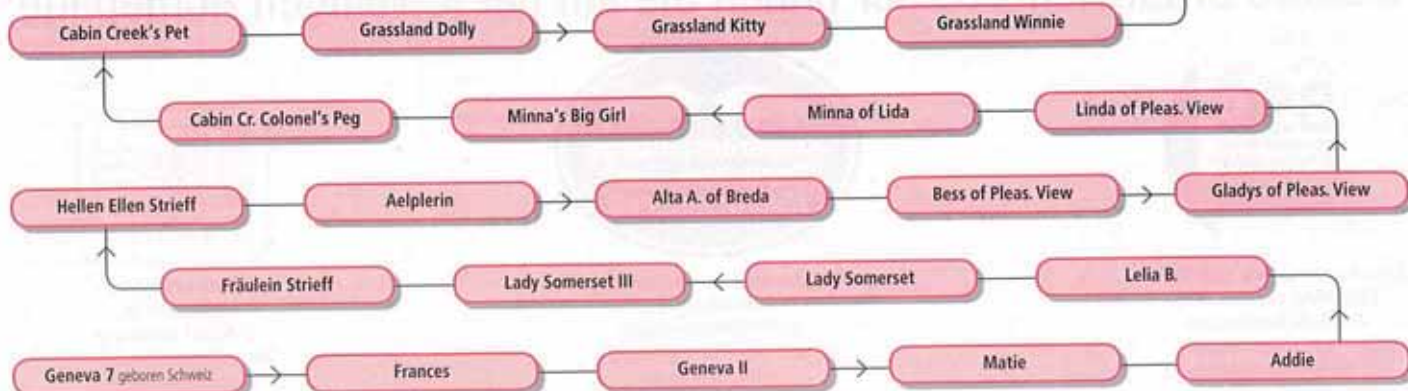 Cabin Creek's Pet
Grassland Dolly
Grassland Kitty
Grassland Winnie
Cabin Cr. Colonel's Peg
Minna's Big Girl
Minna of Lida
Linda of Pleas. View
Hellen Ellen Strieff
Aelplerin
Alta A. of Breda
Bess of Pleas. View
Gladys of Pleas. View
Fräulein Strieff
Lady Somerset III
Lady Somerset
Lelia B.
Geneva 7 geboren Schweiz
Frances
Geneva II
Matie
Addie